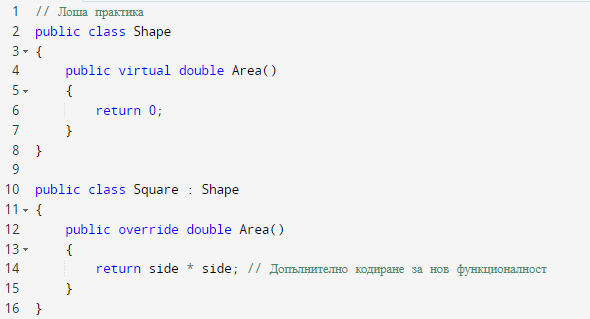 1 // Лоша практика
2 public class Shape
3 {
4 public virtual double Area()
5 {
6 return 0;
7 }
8 }
9
10 public class Square : Shape
11 {
12 public override double Area()
13 {
14 return side * side; // Допълнително кодиране за нов функционалност
15 }
16 }